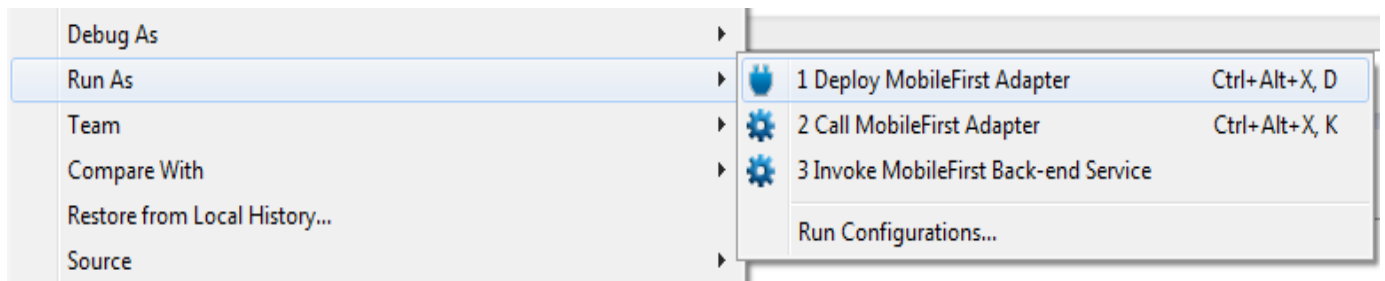 Debug As
Run As
Team
Compare With
Restore from Local History...
Source
1 Deploy MobileFirst Adapter Ctrl+Alt+X, D
2 Call MobileFirst Adapter Ctrl+Alt+X, K
3 Invoke MobileFirst Back-end Service
Run Configurations...